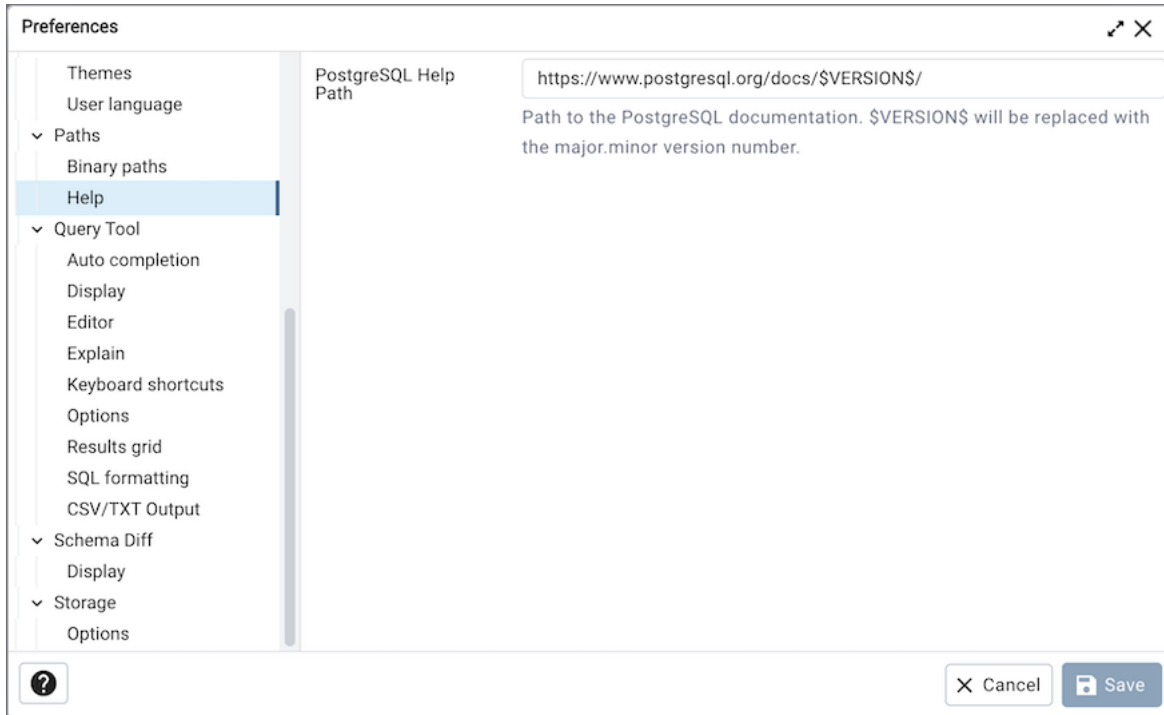 Preferences
Themes
User language
Paths
Binary paths
Help
Query Tool
Auto completion
Display
Editor
Explain
Keyboard shortcuts
Options
Results grid
SQL formatting
CSV/TXT Output
Schema Diff
Display
Storage
Options
PostgreSQL Help
Path
https://www.postgresql.org/docs/$VERSION$/
Path to the PostgreSQL documentation. $VERSION$ will be replaced with
the major.minor version number.
?
Cancel
Save